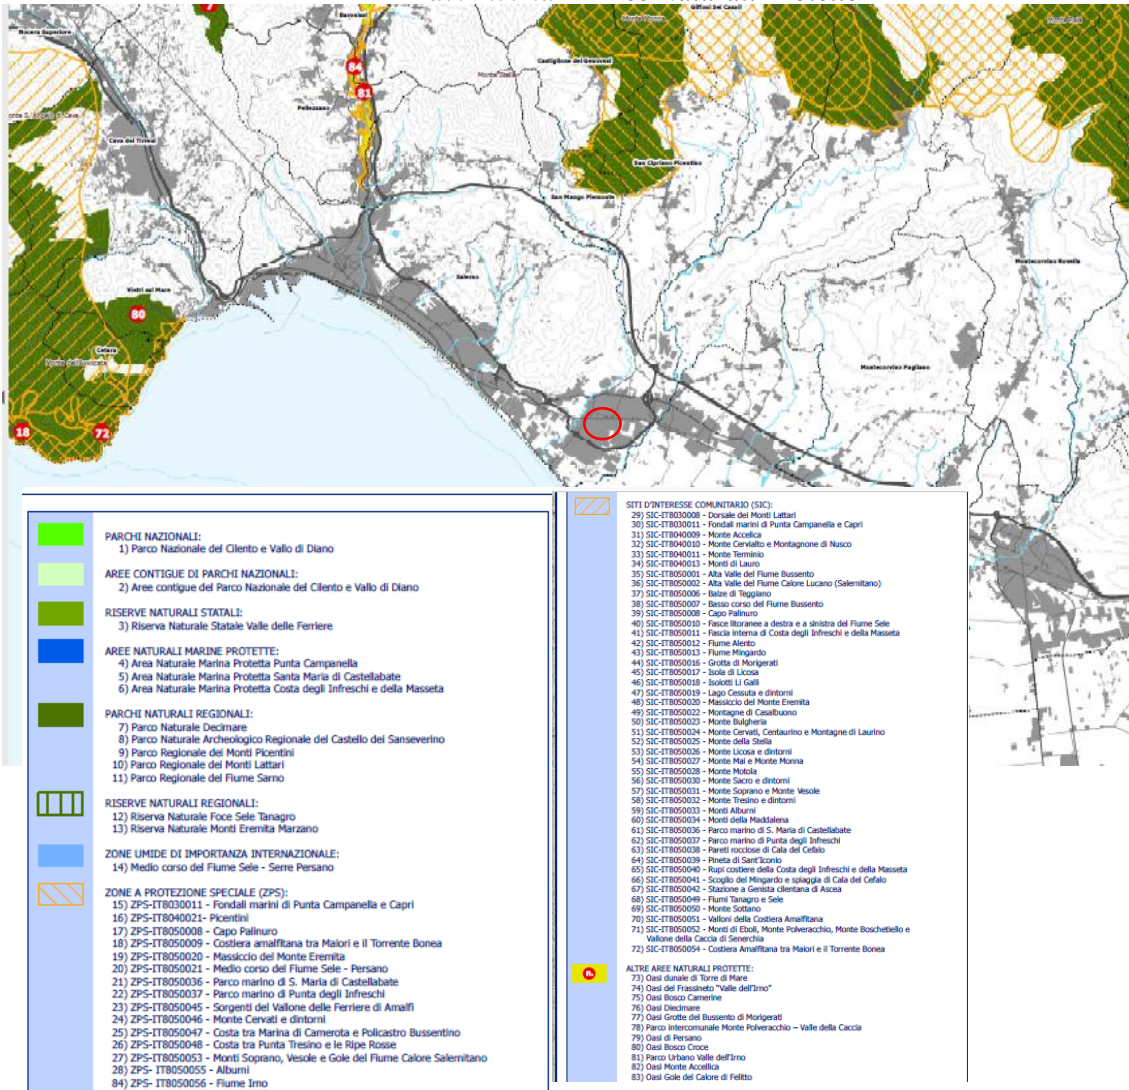 7
Baronissi
Giffoni Sei Casali
Nocera Superiore
Castiglione dei Genovesi
84
Monte Stella
81
Pellezzano
Cava dei Tirreni
San Cipriano Picentino
San Mango Piemonte
Montecorvino Rovella
Salerno
Vietri sul Mare
80
Cetara
Montecorvino Pugliano
18
72
PARCHI NAZIONALI:
1) Parco Nazionale del Cilento e Vallo di Diano
AREE CONTIGUE DI PARCHI NAZIONALI:
2) Aree contigue del Parco Nazionale del Cilento e Vallo di Diano
RISERVE NATURALI STATALI:
3) Riserva Naturale Statale Valle delle Ferriere
AREE NATURALI MARINE PROTETTE:
4) Area Naturale Marina Protetta Punta Campanella
5) Area Naturale Marina Protetta Santa Maria di Castellabate
6) Area Naturale Marina Protetta Costa degli Infreschi e della Masseta
PARCHI NATURALI REGIONALI:
7) Parco Naturale Decimare
8) Parco Naturale Archeologico Regionale del Castello dei Sanseverino
9) Parco Regionale dei Monti Picentini
10) Parco Regionale dei Monti Lattari
11) Parco Regionale del Fiume Sarno
RISERVE NATURALI REGIONALI:
12) Riserva Naturale Foce Sele Tanagro
13) Riserva Naturale Monti Eremita Marzano
ZONE UMIDE DI IMPORTANZA INTERNAZIONALE:
14) Medio corso del Fiume Sele - Serre Persano
ZONE A PROTEZIONE SPECIALE (ZPS):
15) ZPS-IT8030011 - Fondali marini di Punta Campanella e Capri
16) ZPS-IT8040021- Picentini
17) ZPS-IT8050008 - Capo Palinuro
18) ZPS-IT8050009 - Costiera amalfitana tra Maiori e il Torrente Bonea
19) ZPS-IT8050020 - Massiccio del Monte Eremita
20) ZPS-IT8050021 - Medio corso del Fiume Sele - Persano
21) ZPS-IT8050036 - Parco marino di S. Maria di Castellabate
22) ZPS-IT8050037 - Parco marino di Punta degli Infreschi
23) ZPS-IT8050045 - Sorgenti del Vallone delle Ferriere di Amalfi
24) ZPS-IT8050046 - Monte Cervati e dintorni
25) ZPS-IT8050047 - Costa tra Marina di Camerota e Policastro Bussentino
26) ZPS-IT8050048 - Costa tra Punta Tresino e le Ripe Rosse
27) ZPS-IT8050053 - Monti Soprano, Vesole e Gole del Fiume Calore Salernitano
28) ZPS- IT8050055 - Alburni
84) ZPS- IT8050056 - Fiume Irno
SITI D'INTERESSE COMUNITARIO (SIC):
29) SIC-IT8030008 - Dorsale dei Monti Lattari
30) SIC-IT8030011 - Fondali marini di Punta Campanella e Capri
31) SIC-IT8040009 - Monte Accelica
32) SIC-IT8040010 - Monte Cervialto e Montagnone di Nusco
33) SIC-IT8040011 - Monte Terminio
34) SIC-IT8040013 - Monti di Lauro
35) SIC-IT8050001 - Alta Valle del Fiume Bussento
36) SIC-IT8050002 - Alta Valle del Fiume Calore Lucano (Salernitano)
37) SIC-IT8050006 - Balze di Teggiano
38) SIC-IT8050007 - Basso corso del Fiume Bussento
39) SIC-IT8050008 - Capo Palinuro
40) SIC-IT8050010 - Fasce litoranee a destra e a sinistra del Fiume Sele
41) SIC-IT8050011 - Fascia interna di Costa degli Infreschi e della Masseta
42) SIC-IT8050012 - Fiume Alento
43) SIC-IT8050013 - Fiume Mingardo
44) SIC-IT8050016 - Grotta di Morigerati
45) SIC-IT8050017 - Isola di Licosa
46) SIC-IT8050018 - Isolotti Li Galli
47) SIC-IT8050019 - Lago Cessuta e dintorni
48) SIC-IT8050020 - Massiccio del Monte Eremita
49) SIC-IT8050022 - Montagne di Casalbuono
50) SIC-IT8050023 - Monte Bulgheria
51) SIC-IT8050024 - Monte Cervati, Centaurino e Montagne di Laurino
52) SIC-IT8050025 - Monte della Stella
53) SIC-IT8050026 - Monte Licosa e dintorni
54) SIC-IT8050027 - Monte Mai e Monte Monna
55) SIC-IT8050028 - Monte Motola
56) SIC-IT8050030 - Monte Sacro e dintorni
57) SIC-IT8050031 - Monte Soprano e Monte Vesole
58) SIC-IT8050032 - Monte Tresino e dintorni
59) SIC-IT8050033 - Monti Alburni
60) SIC-IT8050034 - Monti della Maddalena
61) SIC-IT8050036 - Parco marino di S. Maria di Castellabate
62) SIC-IT8050037 - Parco marino di Punta degli Infreschi
63) SIC-IT8050038 - Pareti rocciose di Cala del Cefalo
64) SIC-IT8050039 - Pineta di Sant'Iconio
65) SIC-IT8050040 - Rupi costiere della Costa degli Infreschi e della Masseta
66) SIC-IT8050041 - Scoglio del Mingardo e spiaggia di Cala del Cefalo
67) SIC-IT8050042 - Stazione a Genista cilentana di Ascea
68) SIC-IT8050049 - Fiumi Tanagro e Sele
69) SIC-IT8050050 - Monte Sottano
70) SIC-IT8050051 - Valloni della Costiera Amalfitana
71) SIC-IT8050052 - Monti di Eboli, Monte Polveracchio, Monte Boschetiello e
Vallone della Caccia di Senerchia
72) SIC-IT8050054 - Costiera Amalfitana tra Maiori e il Torrente Bonea
n.
ALTRE AREE NATURALI PROTETTE:
73) Oasi dunale di Torre di Mare
74) Oasi del Frassineto "Valle dell'Irno"
75) Oasi Bosco Camerine
76) Oasi Diecimare
77) Oasi Grotte del Bussento di Morigerati
78) Parco intercomunale Monte Polveracchio – Valle della Caccia
79) Oasi di Persano
80) Oasi Bosco Croce
81) Parco Urbano Valle dell'Irno
82) Oasi Monte Accellica
83) Oasi Gole del Calore di Felitto